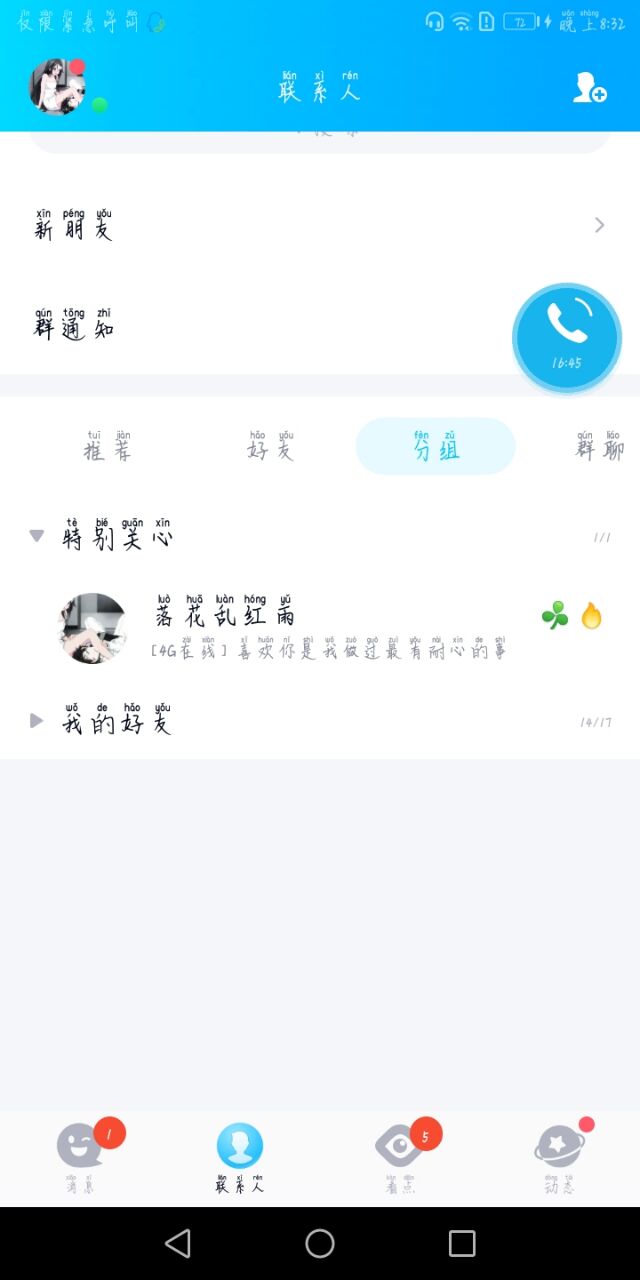 仅限紧急呼叫 72 晚上8:32
联系人
新朋友
群通知
16:45
推荐 好友 分组 群聊
特别关心 1/1
落花乱红雨
[4G在线] 喜欢你是我做过最有耐心的事
我的好友 14/17
1 5
消息 联系人 看点 动态